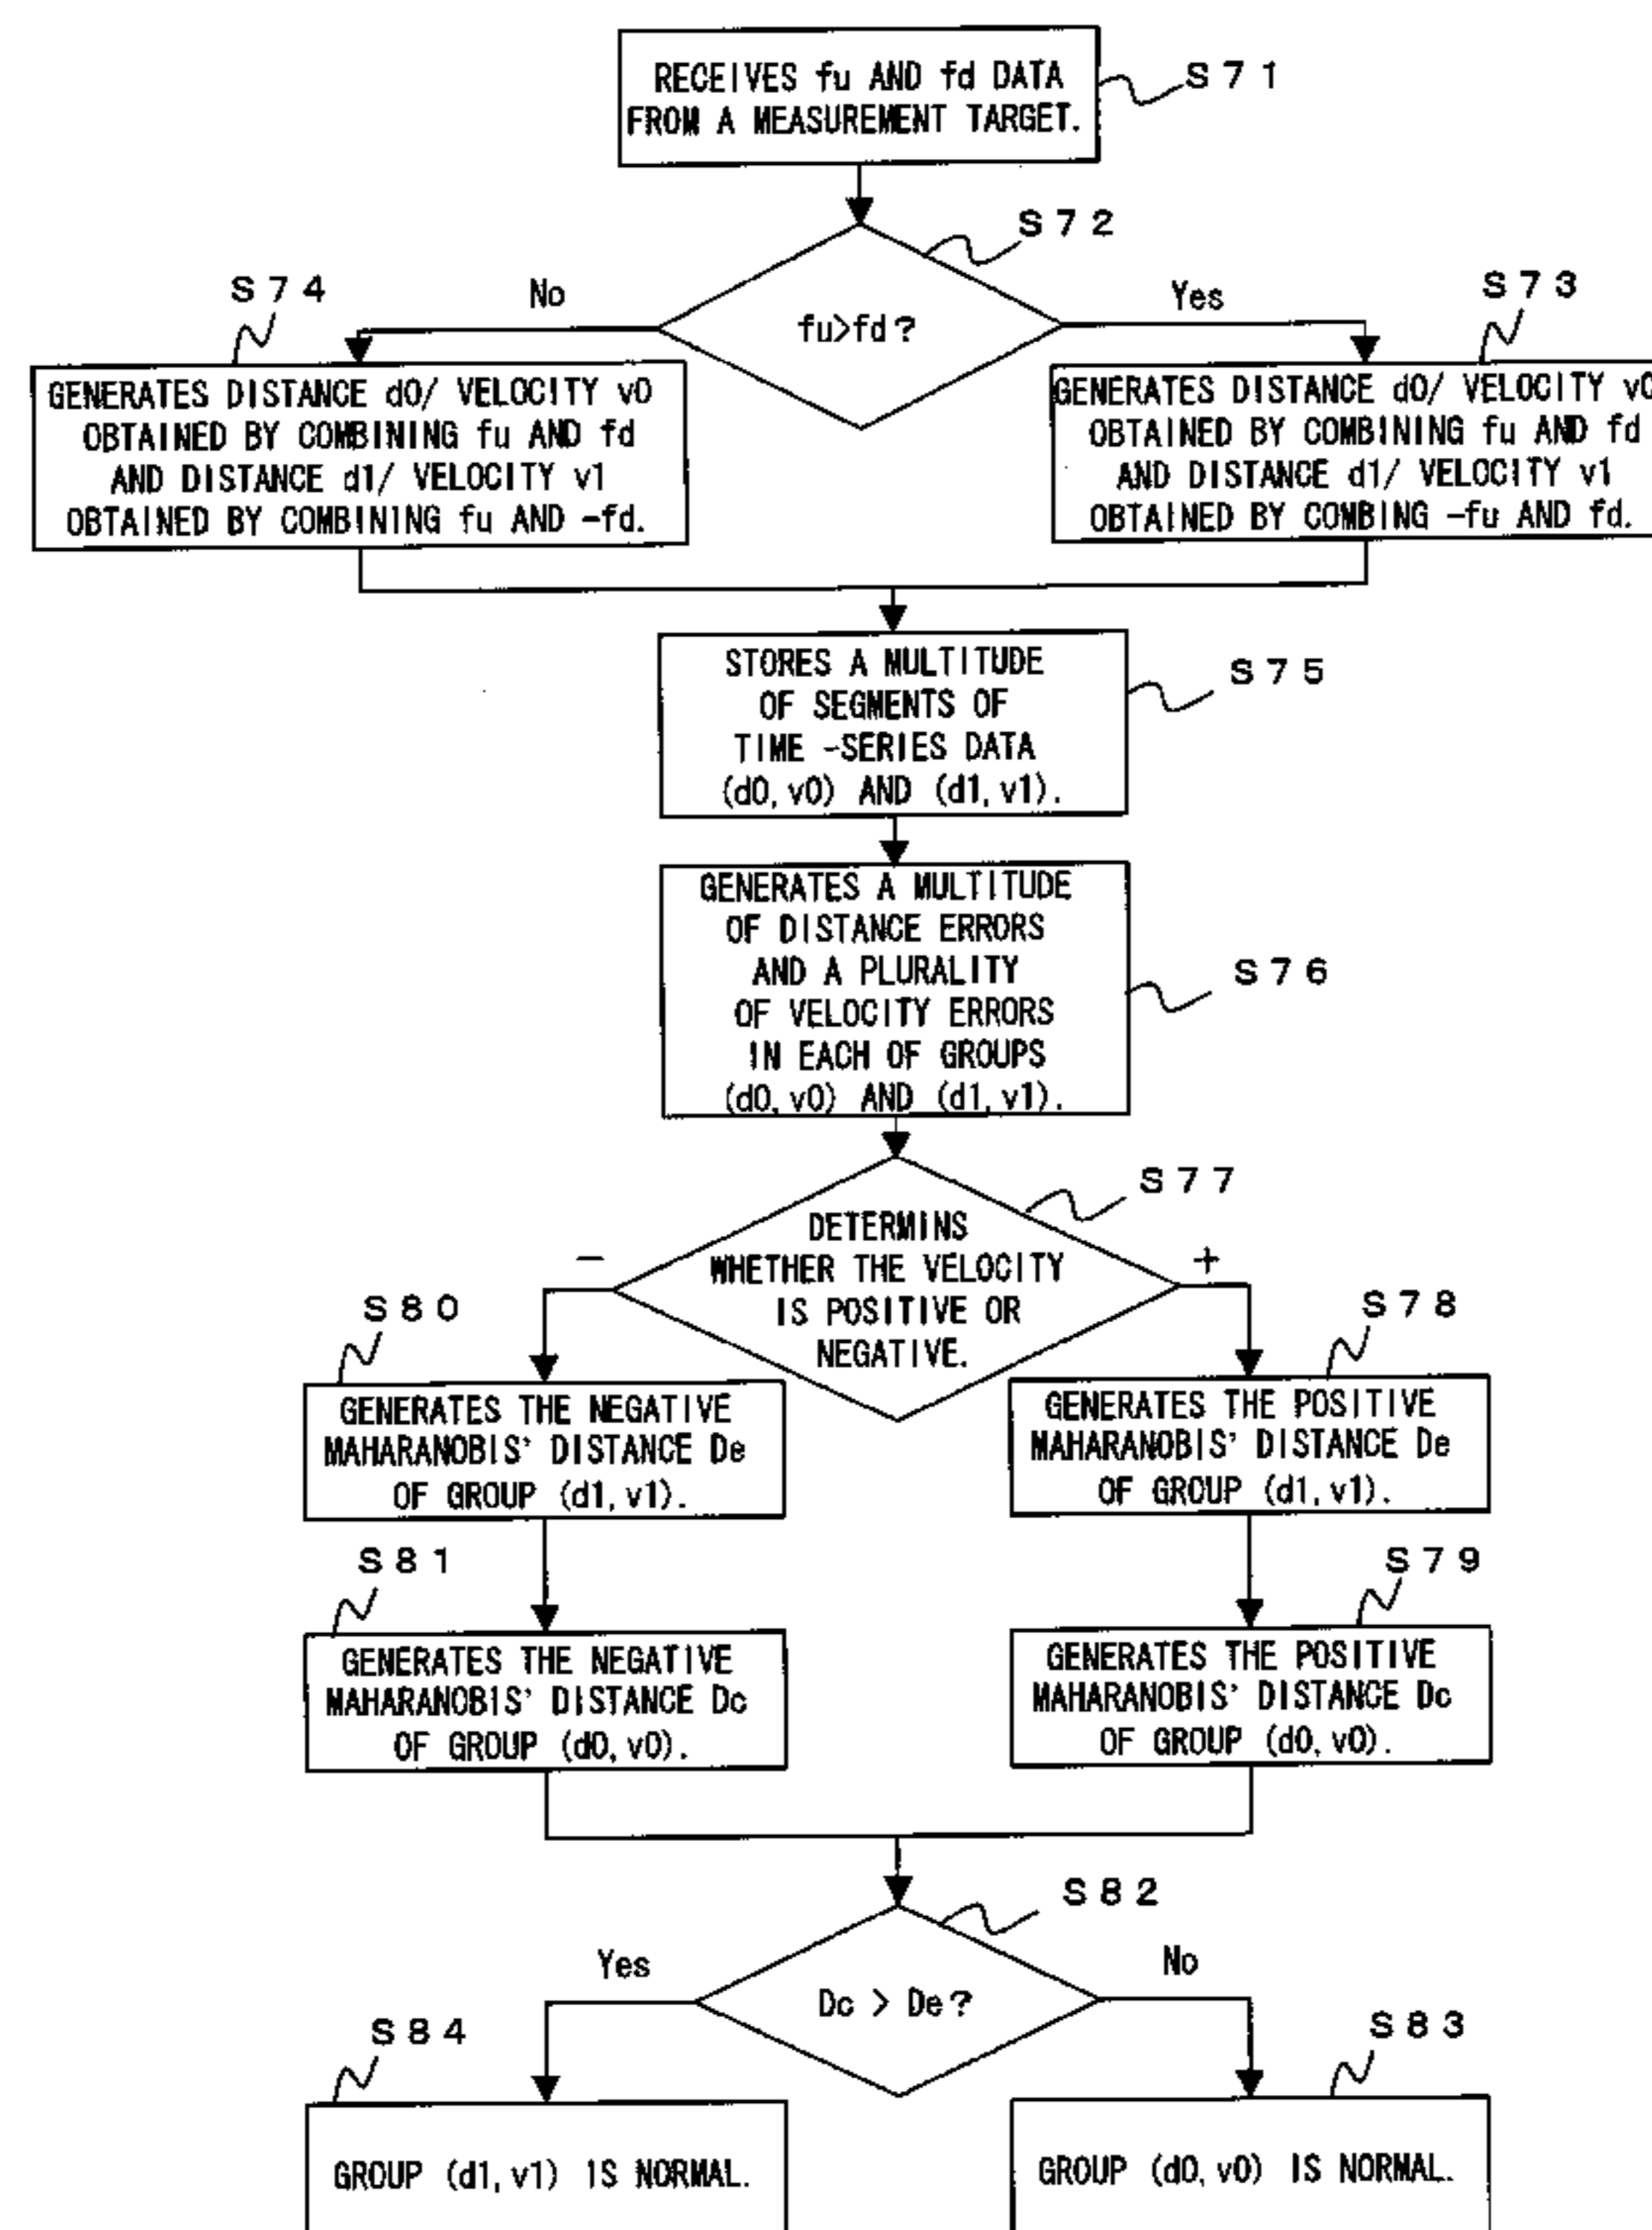 RECEIVES fu AND fd DATA
FROM A MEASUREMENT TARGET.
S71
S72
fu>fd?
No
Yes
S74
GENERATES DISTANCE d0/ VELOCITY v0
OBTAINED BY COMBINING fu AND fd
AND DISTANCE d1/ VELOCITY v1
OBTAINED BY COMBINING fu AND -fd.
S73
GENERATES DISTANCE d0/ VELOCITY v0
OBTAINED BY COMBINING fu AND fd
AND DISTANCE d1/ VELOCITY v1
OBTAINED BY COMBING -fu AND fd.
STORES A MULTITUDE
OF SEGMENTS OF
TIME -SERIES DATA
(d0, v0) AND (d1, v1).
S75
GENERATES A MULTITUDE
OF DISTANCE ERRORS
AND A PLURALITY
OF VELOCITY ERRORS
IN EACH OF GROUPS
(d0, v0) AND (d1, v1).
S76
S77
DETERMINS
WHETHER THE VELOCITY
IS POSITIVE OR
NEGATIVE.
−
+
S80
GENERATES THE NEGATIVE
MAHARANOBIS' DISTANCE De
OF GROUP (d1, v1).
S78
GENERATES THE POSITIVE
MAHARANOBIS' DISTANCE De
OF GROUP (d1, v1).
S81
GENERATES THE NEGATIVE
MAHARANOBIS' DISTANCE Dc
OF GROUP (d0, v0).
S79
GENERATES THE POSITIVE
MAHARANOBIS' DISTANCE Dc
OF GROUP (d0, v0).
S82
Dc > De?
Yes
No
S84
GROUP (d1, v1) IS NORMAL.
S83
GROUP (d0, v0) IS NORMAL.